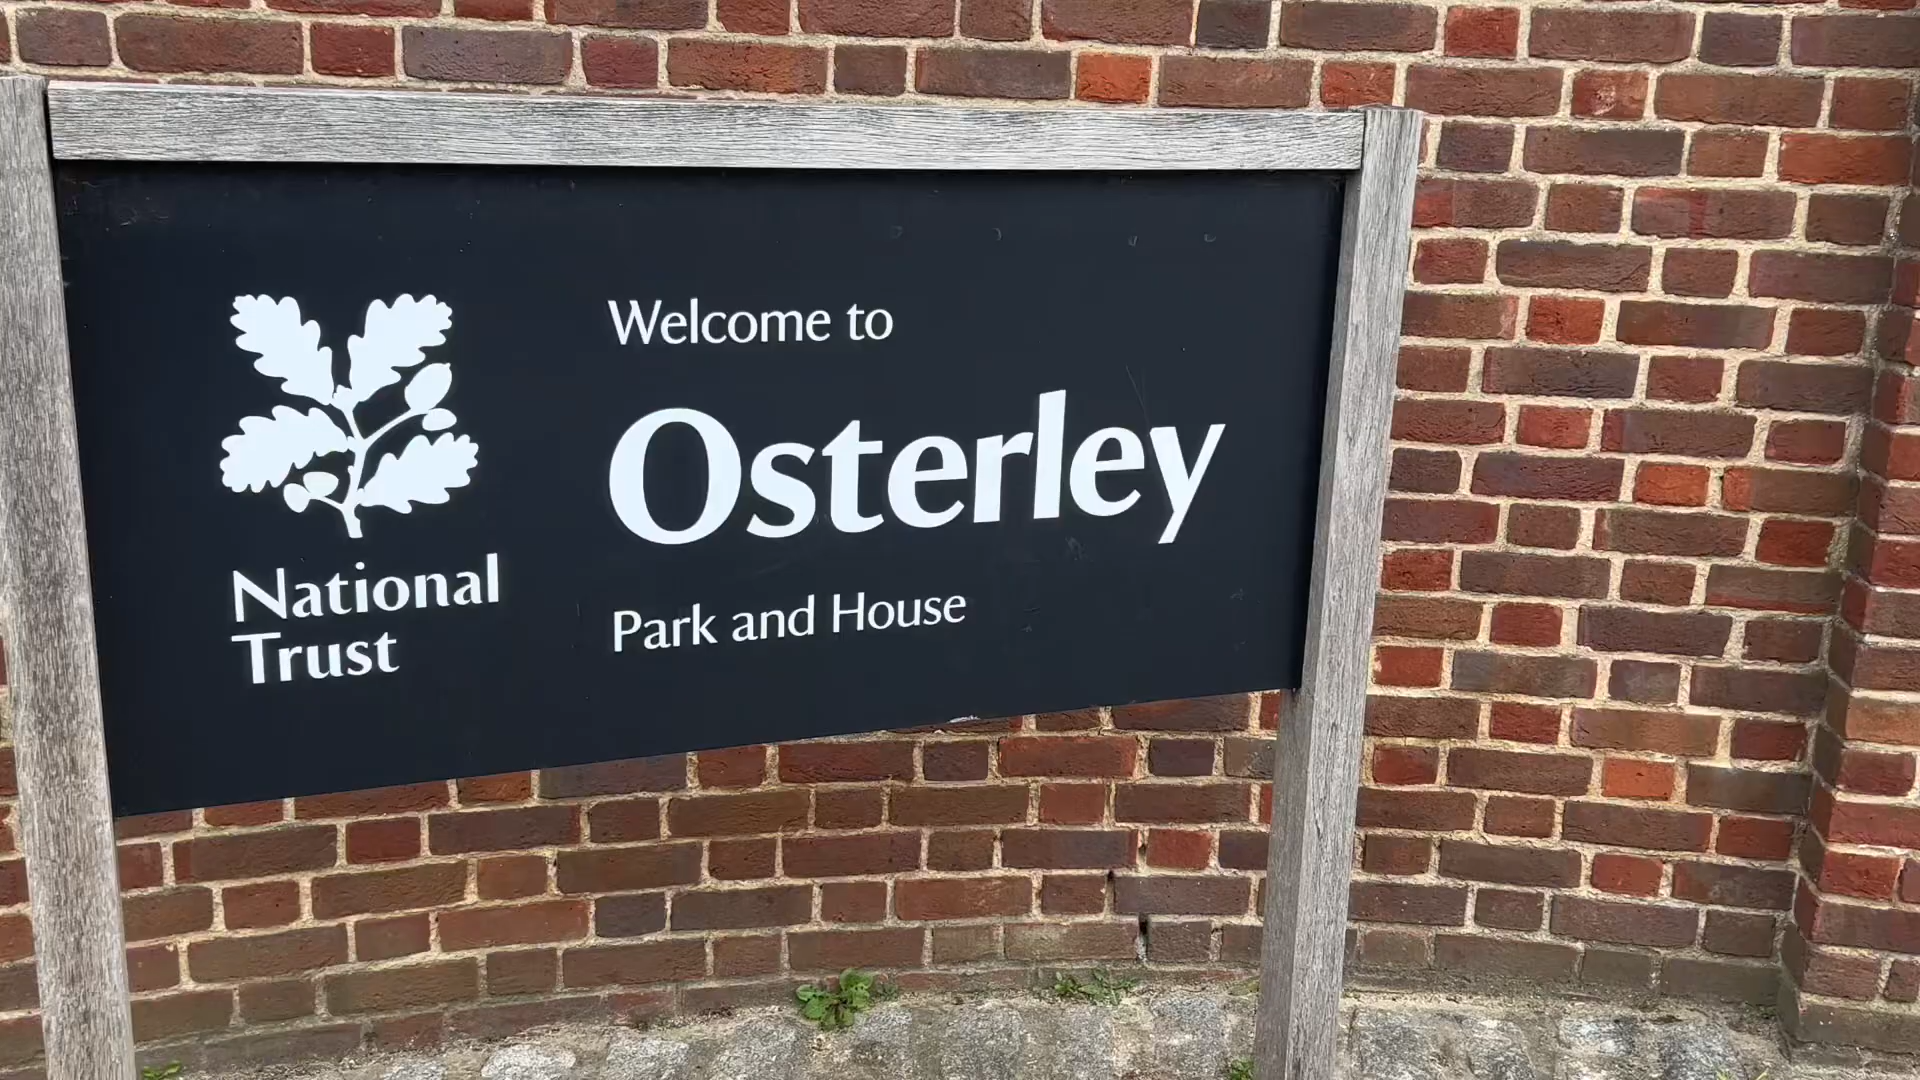 Welcome to
Osterley
Park and House
National
Trust